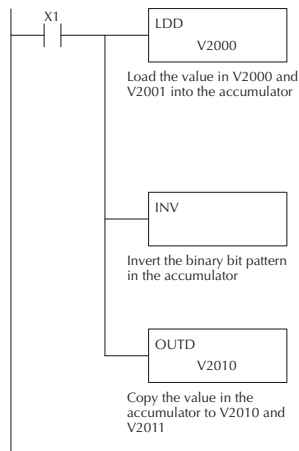 X1
LDD
V2000
Load the value in V2000 and
V2001 into the accumulator
INV
Invert the binary bit pattern
in the accumulator
OUTD
V2010
Copy the value in the
accumulator to V2010 and
V2011